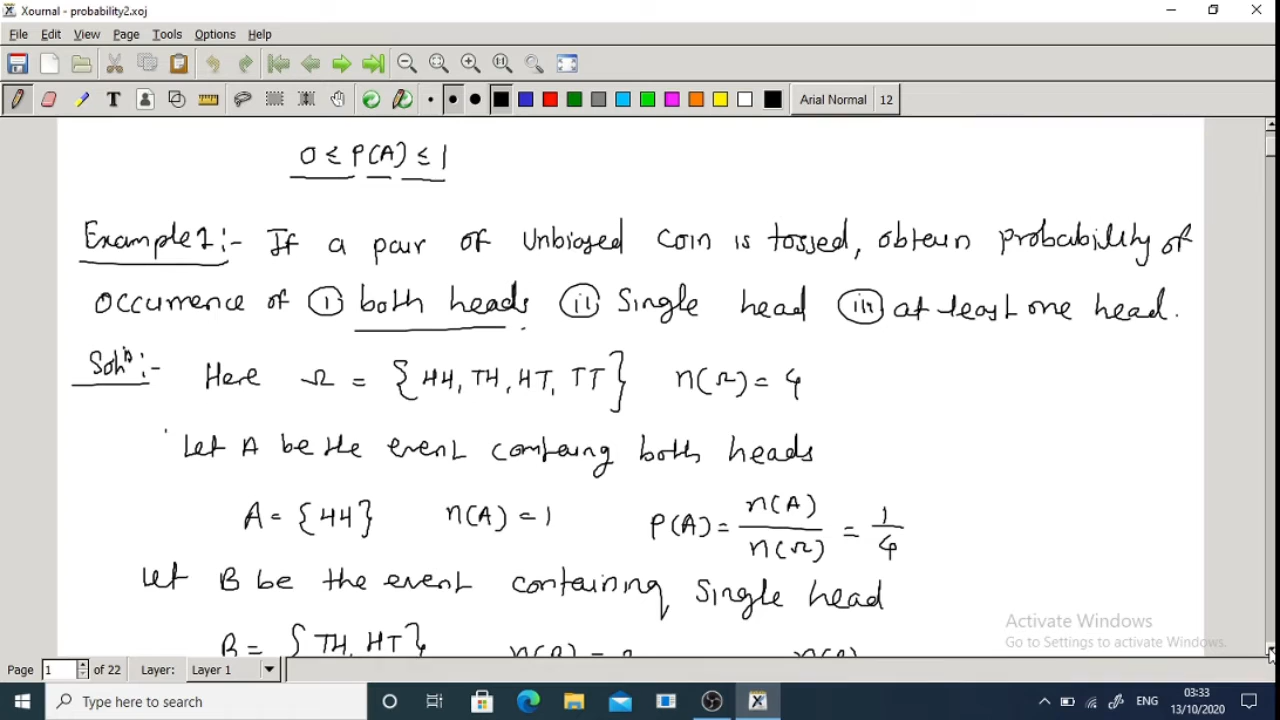 Xournal - probability2.xoj
File Edit View Page Tools Options Help
Arial Normal 12
0 ≤ P(A) ≤ 1
Example 1:- If a pair of Unbiased Coin is tossed, obtain probability of
Occurrence of (i) both heads (ii) Single head (iii) at least one head.
Solⁿ:- Here Ω = {HH, TH, HT, TT} n(Ω) = 4
Let A be the event containg both heads
A = {HH} n(A) = 1 P(A) = n(A)/n(Ω) = 1/4
Let B be the event containing Single head
B = {TH, HT}
Activate Windows
Go to Settings to activate Windows.
Page 1 of 22 Layer: Layer 1
Type here to search
ENG
03:33
13/10/2020